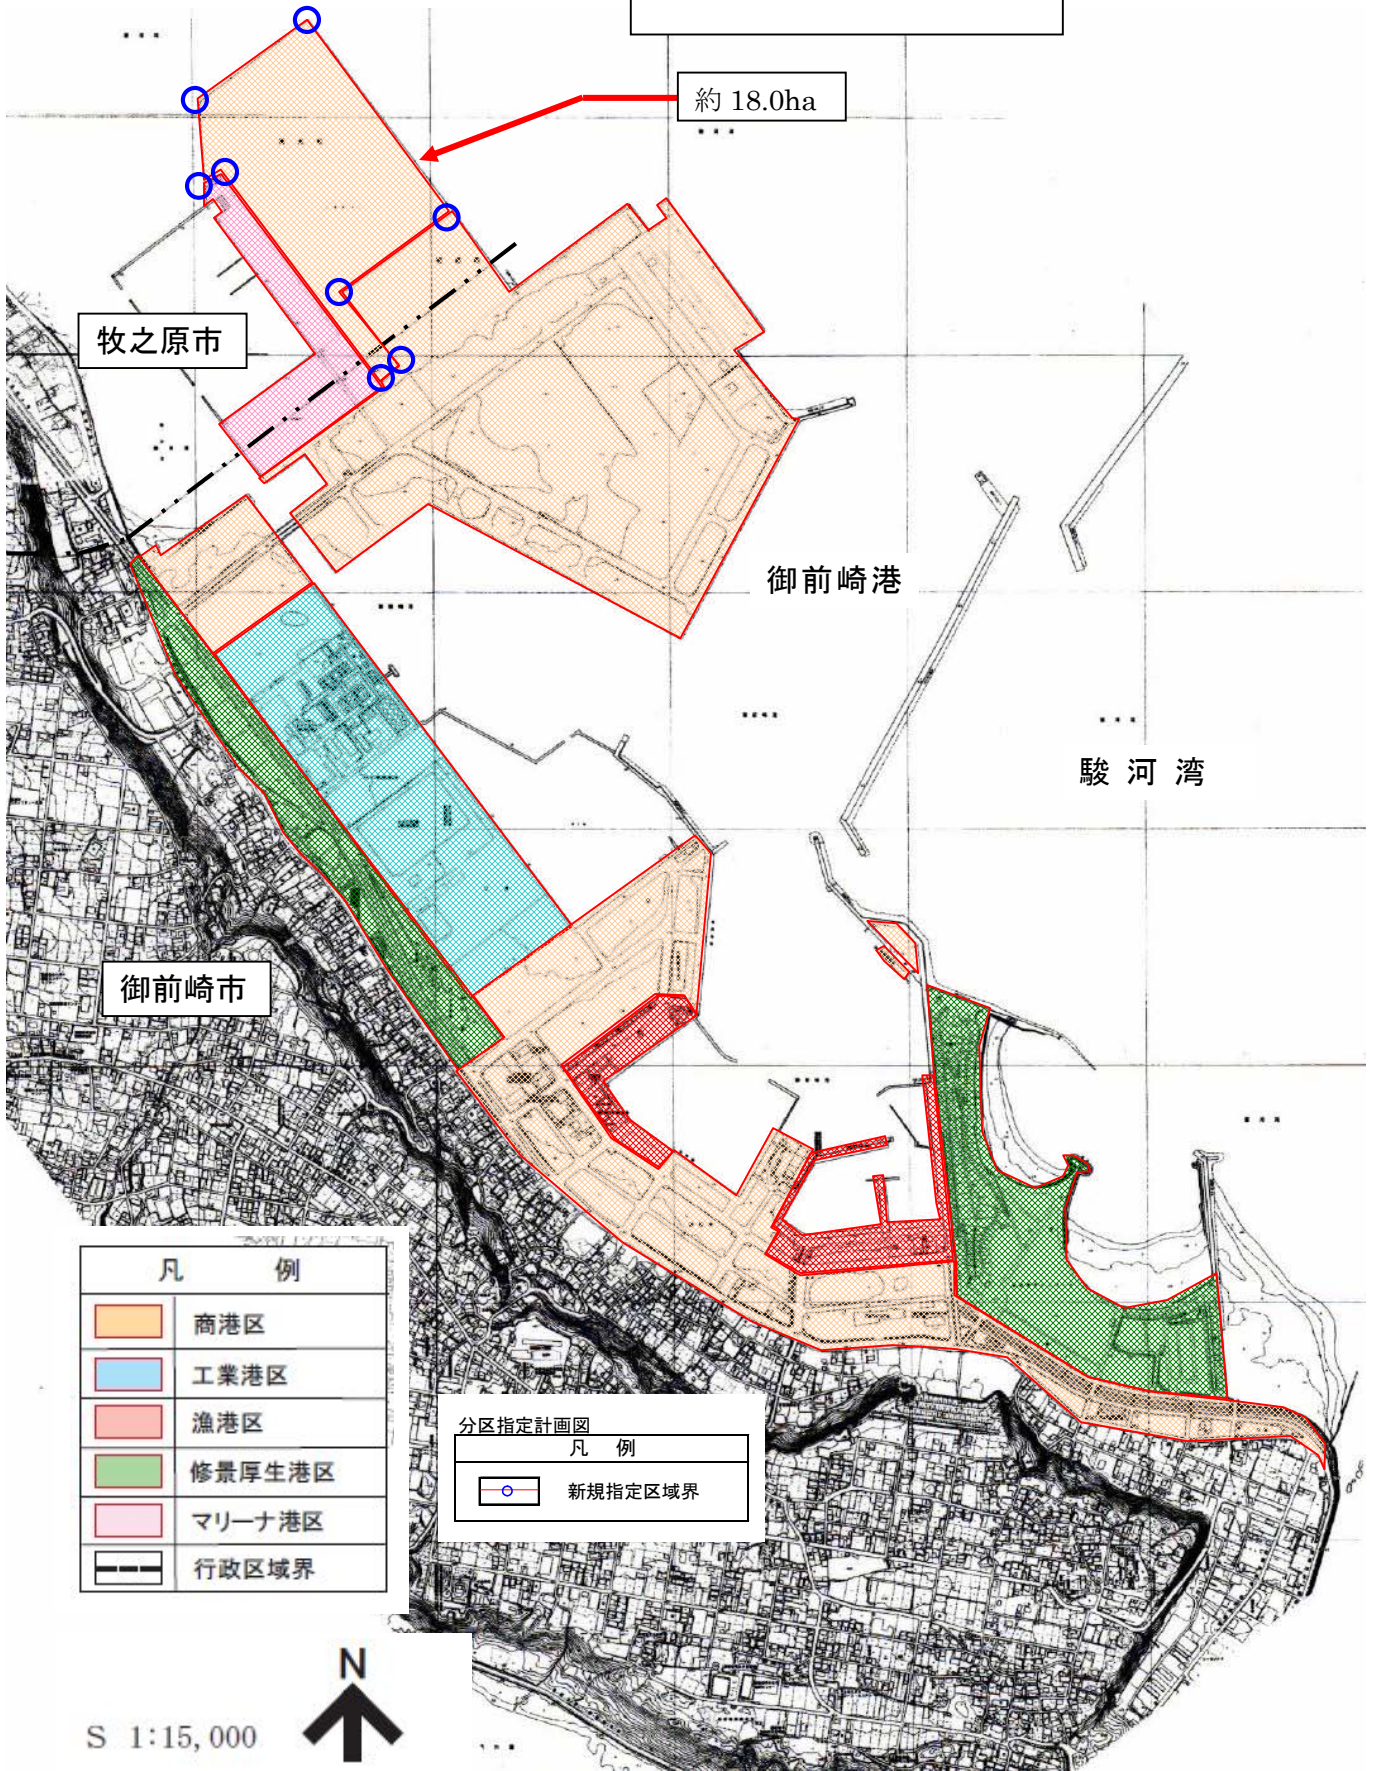 約 18.0ha
牧之原市
御前崎港
駿 河 湾
御前崎市
凡 例
商港区
工業港区
漁港区
修景厚生港区
マリーナ港区
行政区域界
分区指定計画図
凡 例
新規指定区域界
N
S 1:15,000